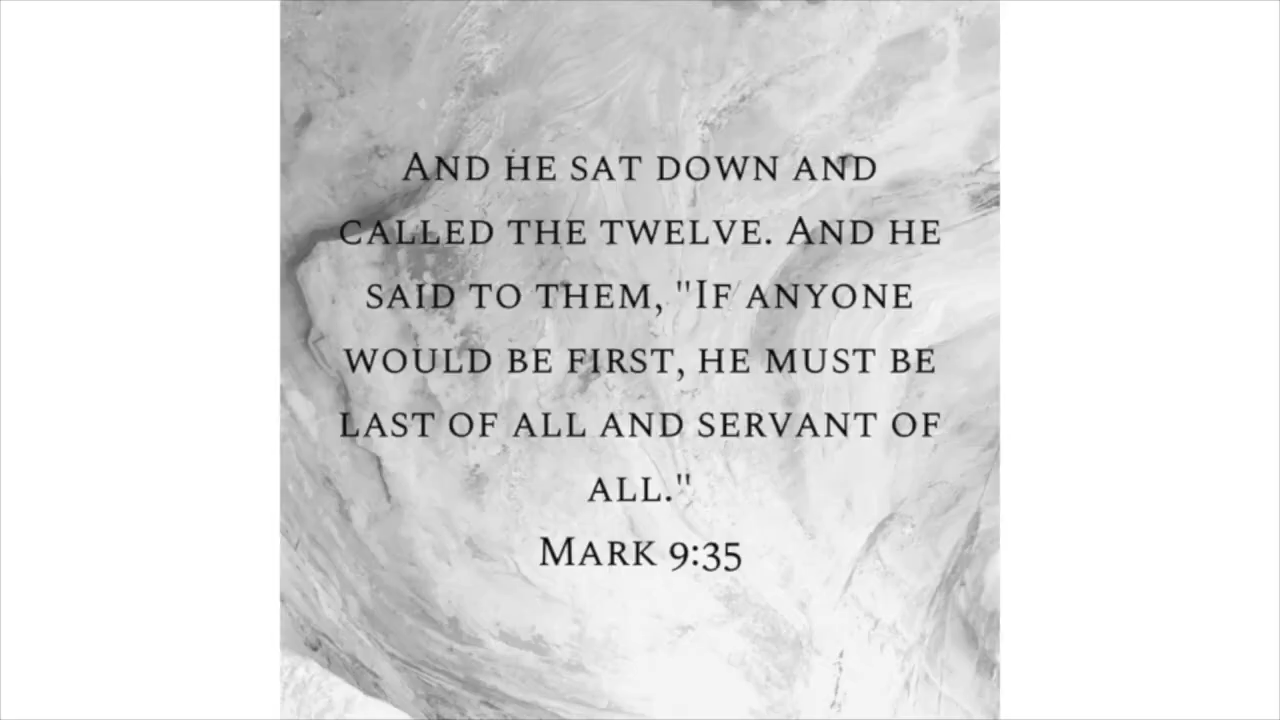 And he sat down and
called the twelve. And he
said to them, "If anyone
would be first, he must be
last of all and servant of
all."
Mark 9:35